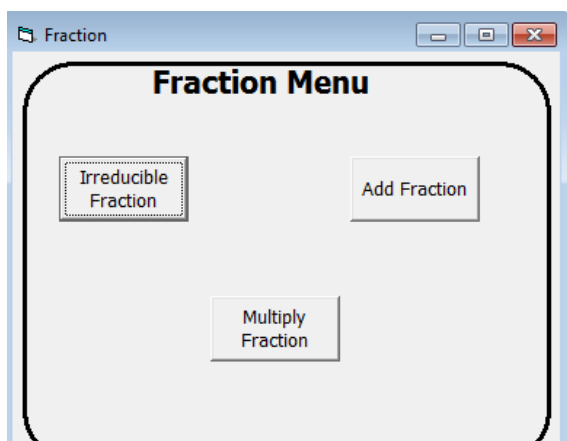 Fraction
Fraction Menu
Irreducible
Fraction
Add Fraction
Multiply
Fraction